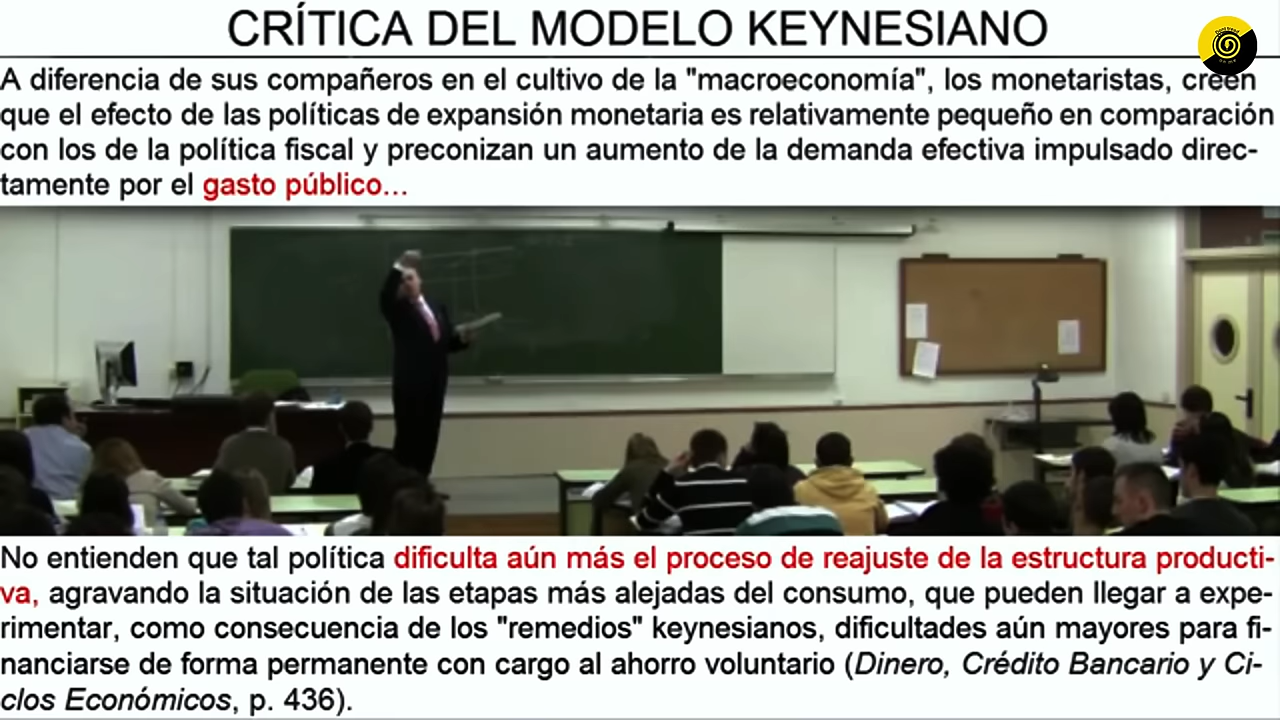 CRÍTICA DEL MODELO KEYNESIANO
A diferencia de sus compañeros en el cultivo de la "macroeconomía", los monetaristas, creen
que el efecto de las políticas de expansión monetaria es relativamente pequeño en comparación
con los de la política fiscal y preconizan un aumento de la demanda efectiva impulsado direc-
tamente por el gasto público...
No entienden que tal política dificulta aún más el proceso de reajuste de la estructura producti-
va, agravando la situación de las etapas más alejadas del consumo, que pueden llegar a expe-
rimentar, como consecuencia de los "remedios" keynesianos, dificultades aún mayores para fi-
nanciarse de forma permanente con cargo al ahorro voluntario (Dinero, Crédito Bancario y Ci-
clos Económicos, p. 436).